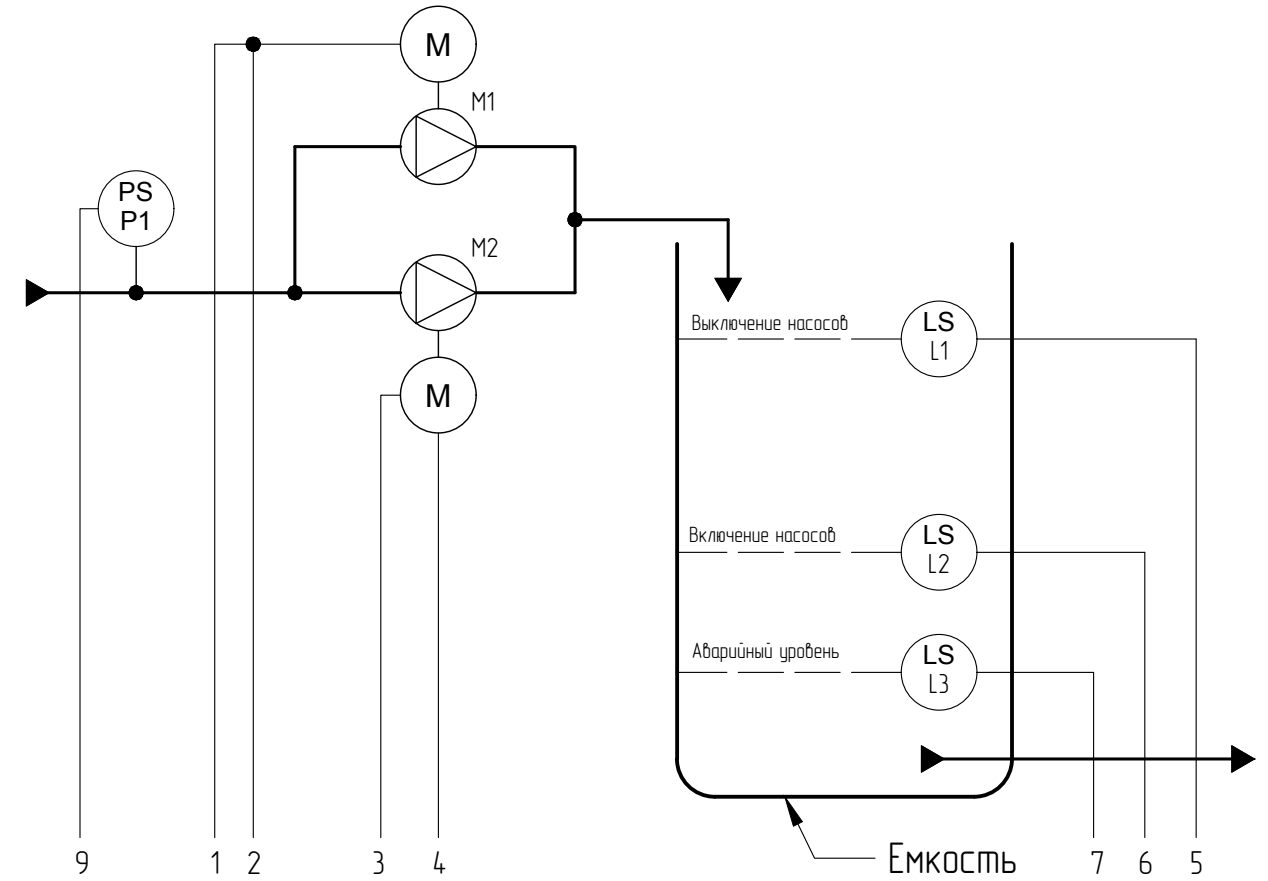 M
M1
PS
P1
M2
M
Выключение насосов
LS
L1
Включение насосов
LS
L2
Аварийный уровень
LS
L3
9 1 2 3 4 Емкость 7 6 5